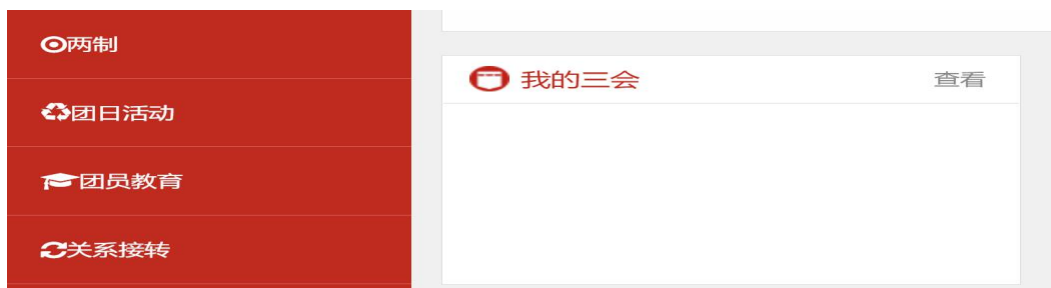 两制
团日活动
团员教育
关系接转
我的三会
查看